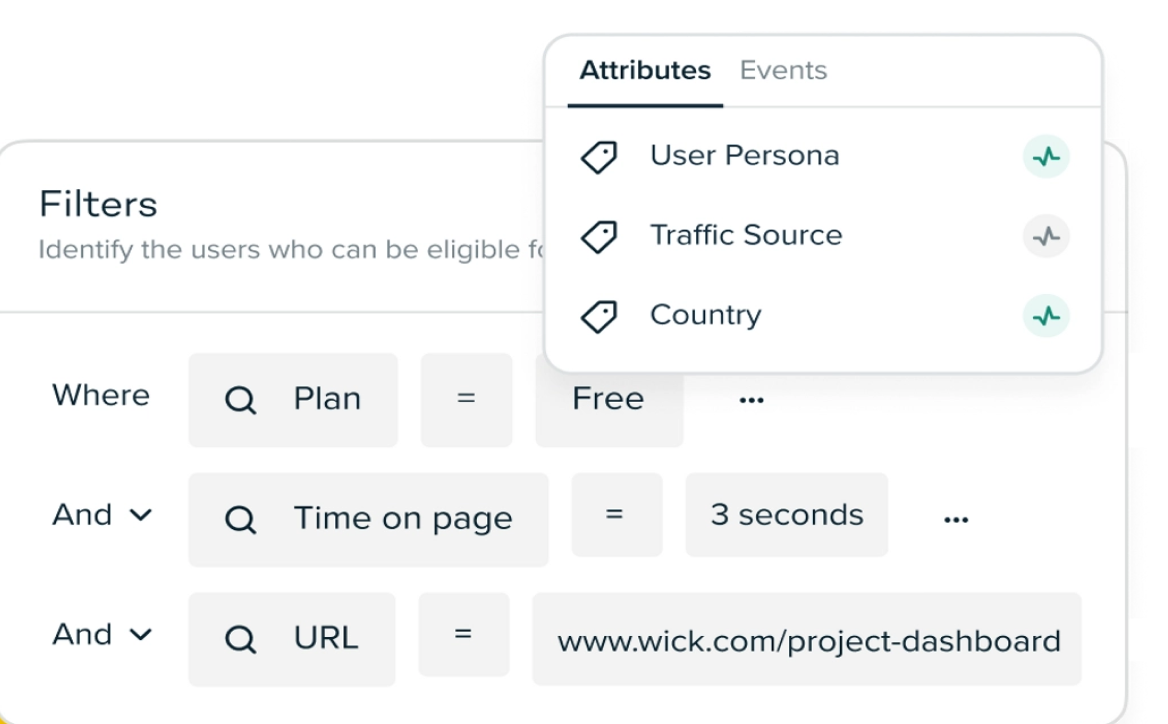 Attributes Events
User Persona
Traffic Source
Country
Filters
Identify the users who can be eligible
Where Plan = Free ...
And Time on page = 3 seconds ...
And URL = www.wick.com/project-dashboard